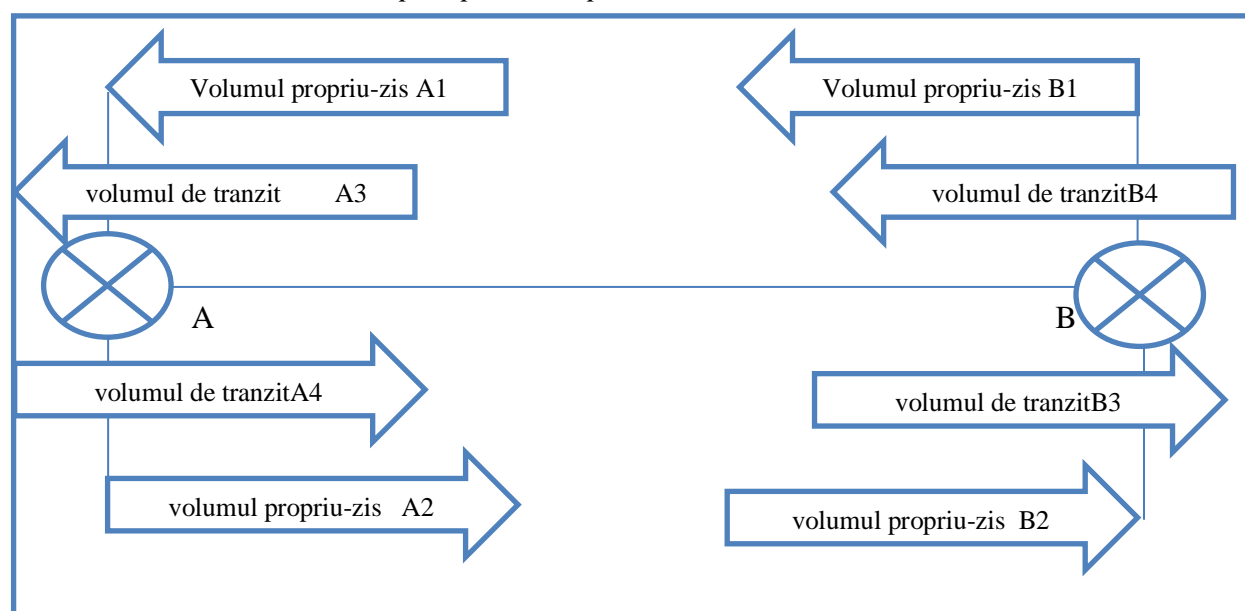 Volumul propriu-zis A1
Volumul propriu-zis B1
volumul de tranzit A3
volumul de tranzitB4
A
B
volumul de tranzitA4
volumul de tranzitB3
volumul propriu-zis A2
volumul propriu-zis B2